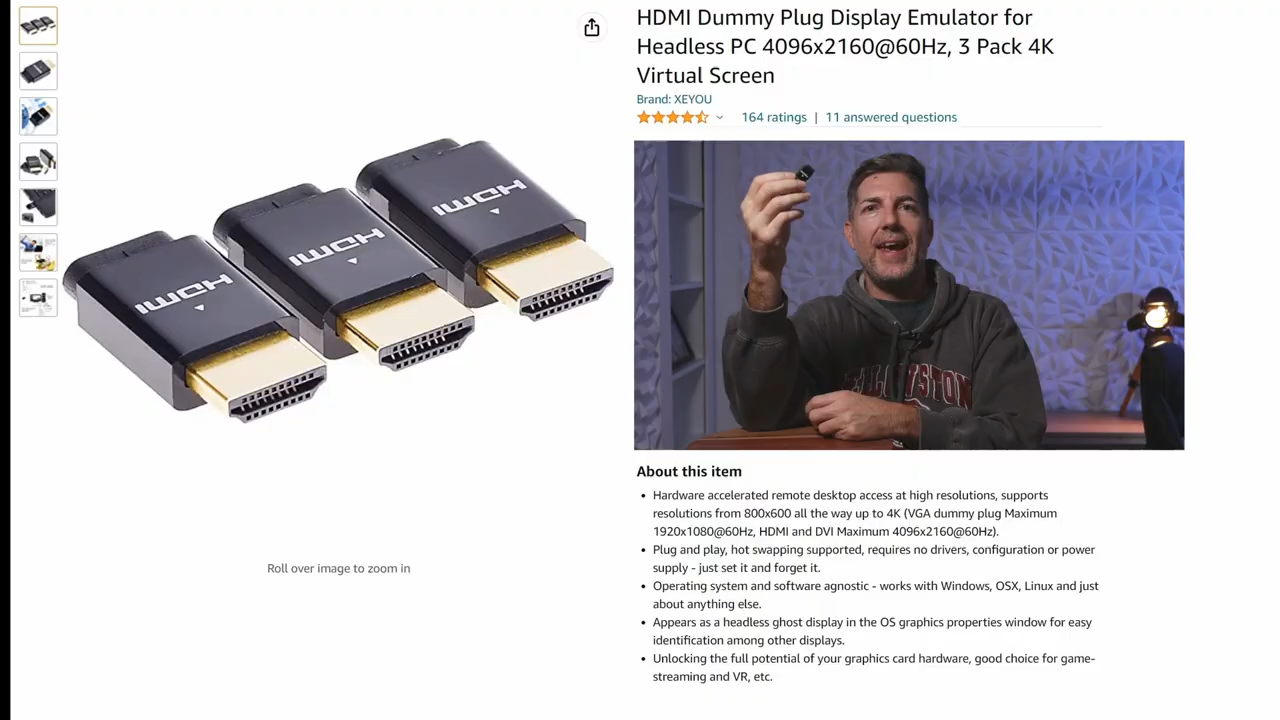 HDMI Dummy Plug Display Emulator for
Headless PC 4096x2160@60Hz, 3 Pack 4K
Virtual Screen
Brand: XEYOU
164 ratings | 11 answered questions
HDMI
HDMI
HDMI
About this item
• Hardware accelerated remote desktop access at high resolutions, supports
resolutions from 800x600 all the way up to 4K (VGA dummy plug Maximum
1920x1080@60Hz, HDMI and DVI Maximum 4096x2160@60Hz).
• Plug and play, hot swapping supported, requires no drivers, configuration or power
supply - just set it and forget it.
• Operating system and software agnostic - works with Windows, OSX, Linux and just
about anything else.
• Appears as a headless ghost display in the OS graphics properties window for easy
identification among other displays.
• Unlocking the full potential of your graphics card hardware, good choice for game-
streaming and VR, etc.
Roll over image to zoom in